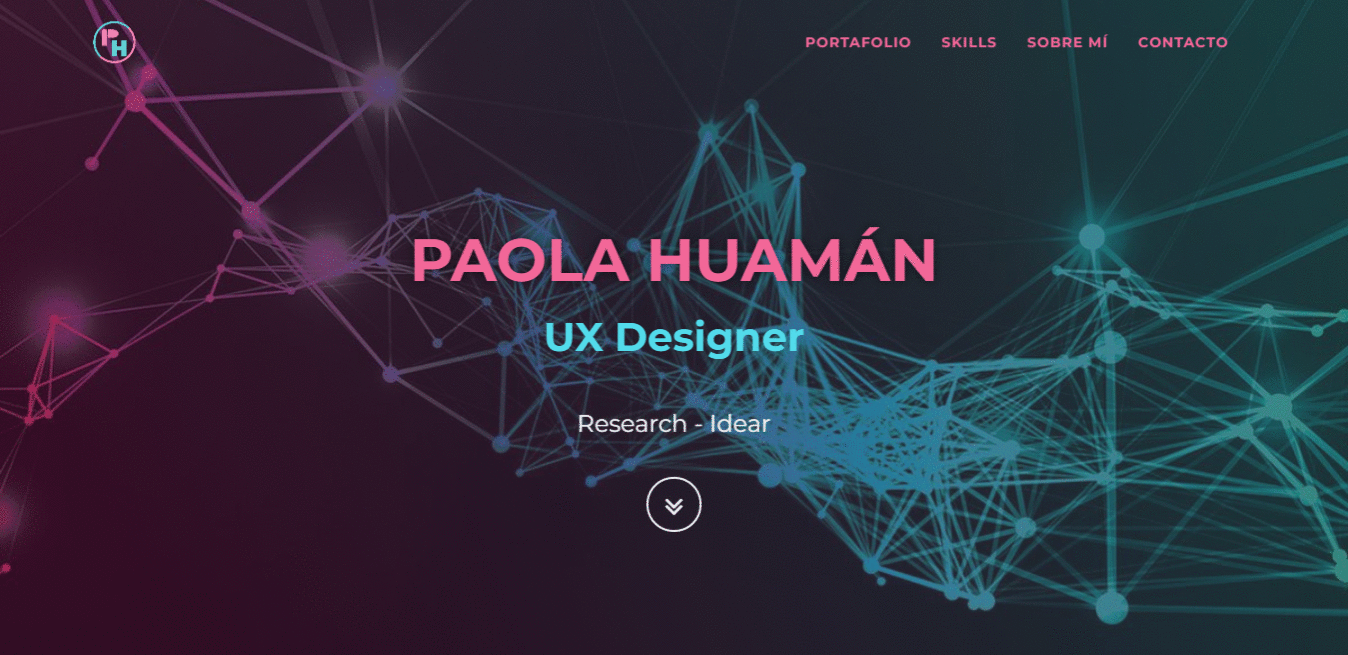 PH
PORTAFOLIO SKILLS SOBRE MÍ CONTACTO
PAOLA HUAMÁN
UX Designer
Research - Idear